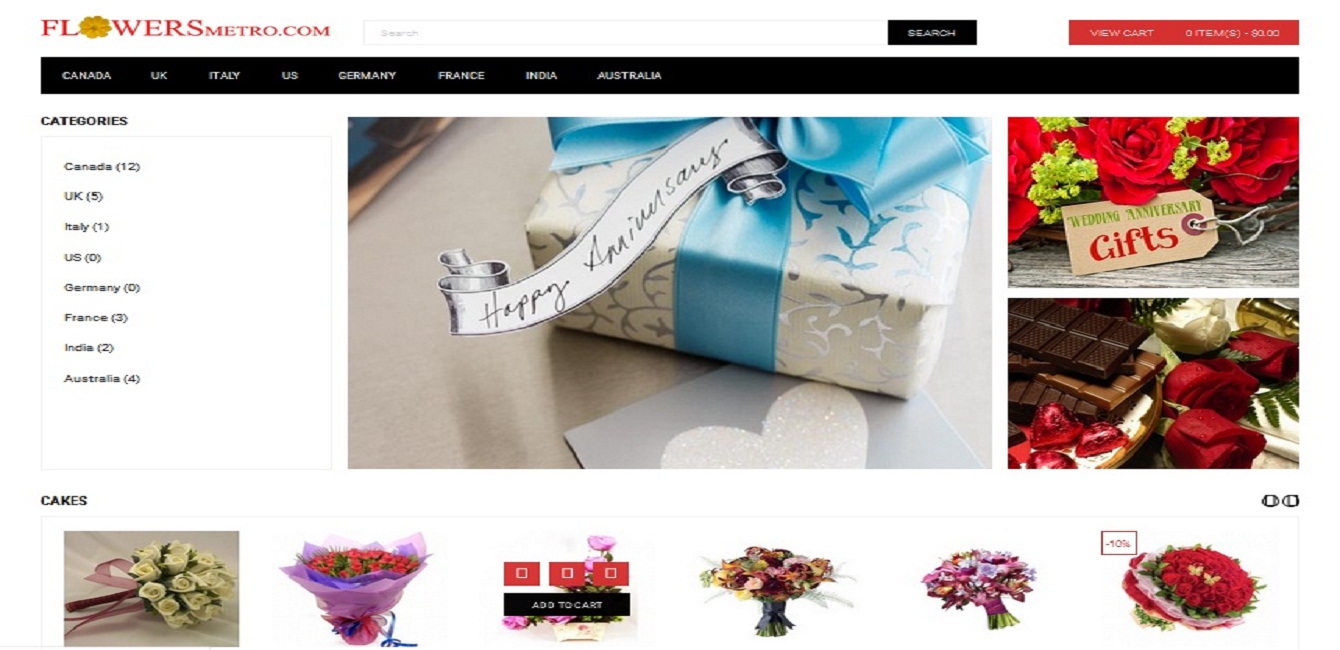 FLOWERSMETRO.COM
Search
SEARCH
VIEW CART 0 ITEM(S) - $0.00
CANADA UK ITALY US GERMANY FRANCE INDIA AUSTRALIA
CATEGORIES
Canada (12)
UK (5)
Italy (1)
US (0)
Germany (0)
France (3)
India (2)
Australia (4)
Happy Anniversary
WEDDING ANNIVERSARY
Gifts
CAKES
ADD TO CART
-10%